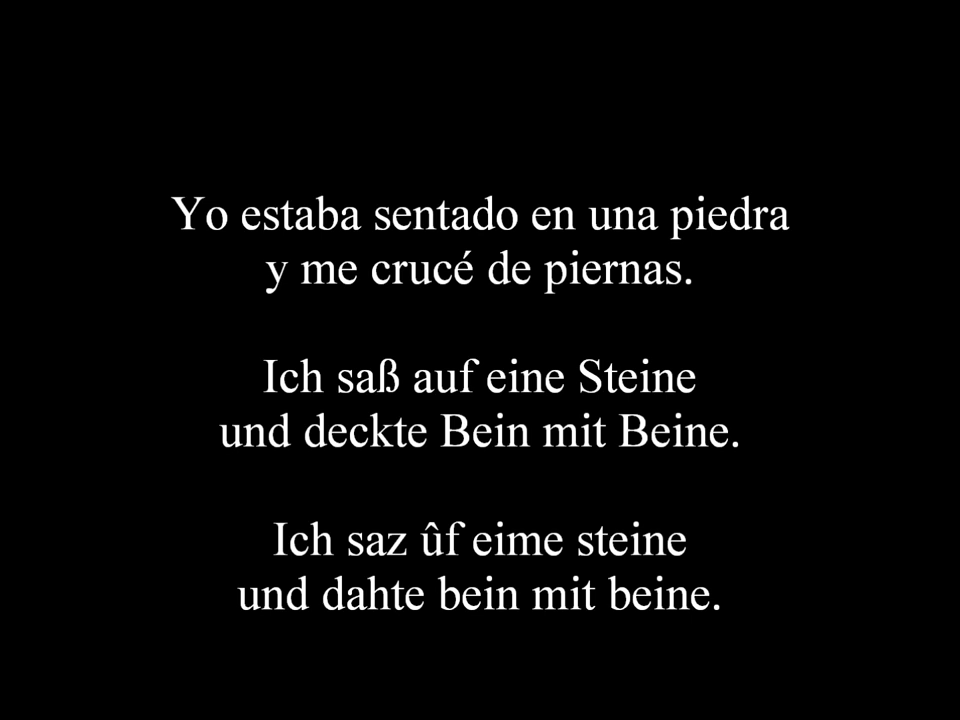 Yo estaba sentado en una piedra
y me crucé de piernas.
Ich saß auf eine Steine
und deckte Bein mit Beine.
Ich saz ûf eime steine
und dahte bein mit beine.